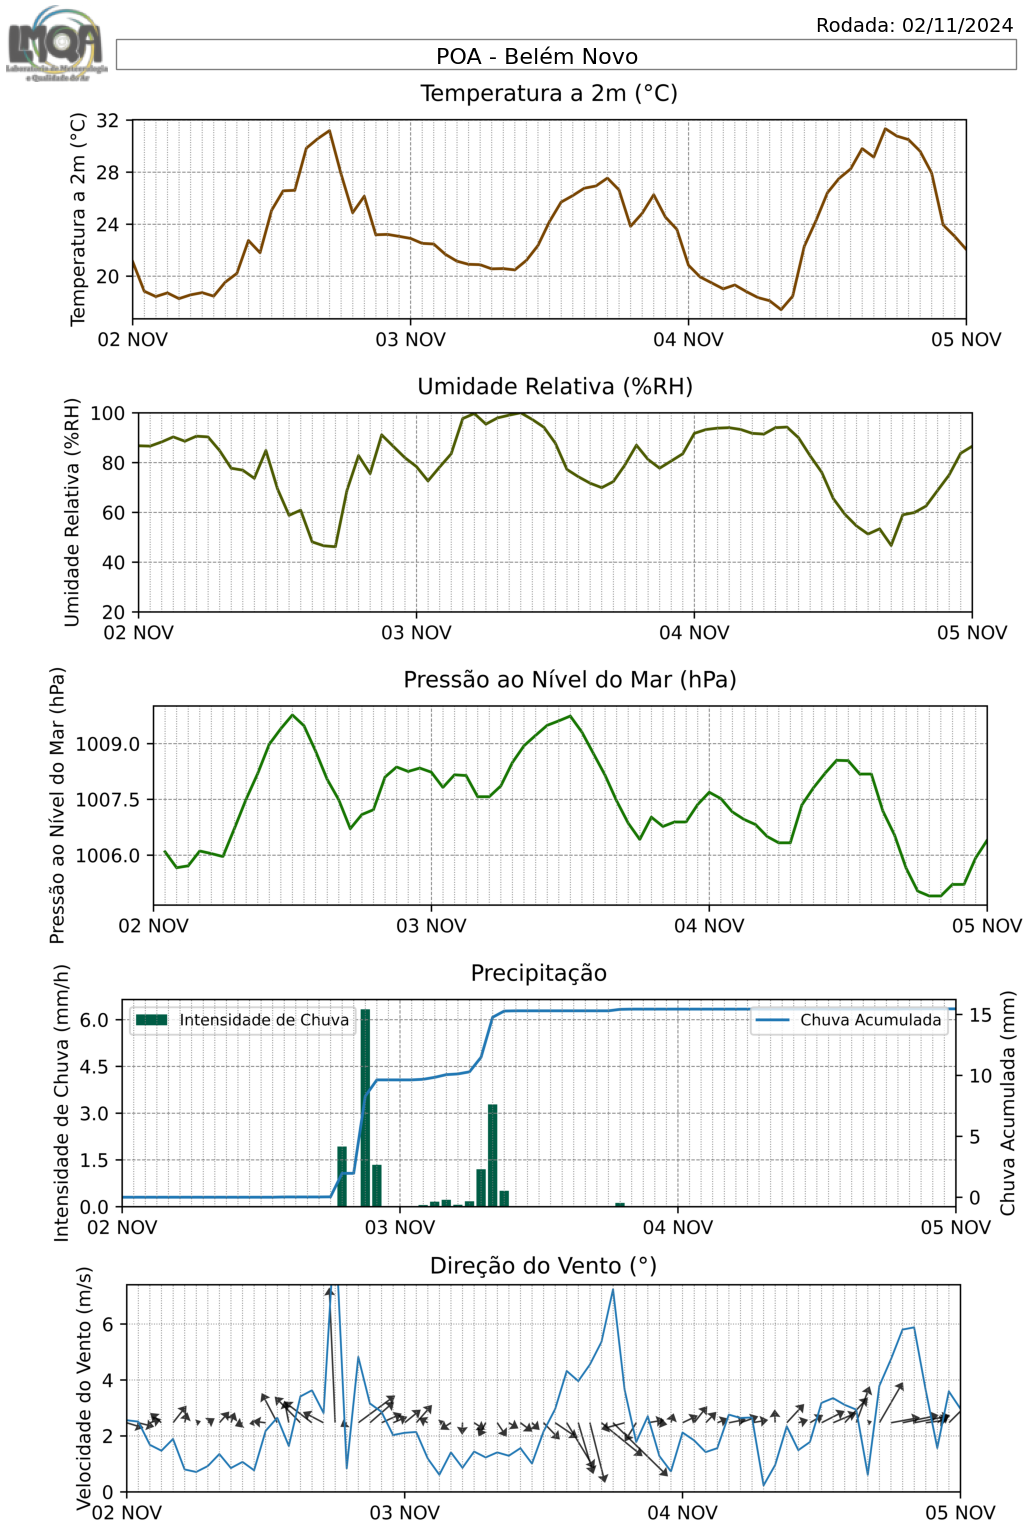 LMQA
Laboratório de Meteorologia
e Qualidade do Ar
Rodada: 02/11/2024
POA - Belém Novo
Temperatura a 2m (°C)
Temperatura a 2m (°C)
32
28
24
20
02 NOV 03 NOV 04 NOV 05 NOV
Umidade Relativa (%RH)
Umidade Relativa (%RH)
100
80
60
40
20
02 NOV 03 NOV 04 NOV 05 NOV
Pressão ao Nível do Mar (hPa)
Pressão ao Nível do Mar (hPa)
1009.0
1007.5
1006.0
02 NOV 03 NOV 04 NOV 05 NOV
Precipitação
Intensidade de Chuva (mm/h)
6.0
4.5
3.0
1.5
0.0
Intensidade de Chuva
Chuva Acumulada
15
10
5
0
Chuva Acumulada (mm
02 NOV 03 NOV 04 NOV 05 NOV
Direção do Vento (°)
Velocidade do Vento (m/s)
6
4
2
0
02 NOV 03 NOV 04 NOV 05 NOV